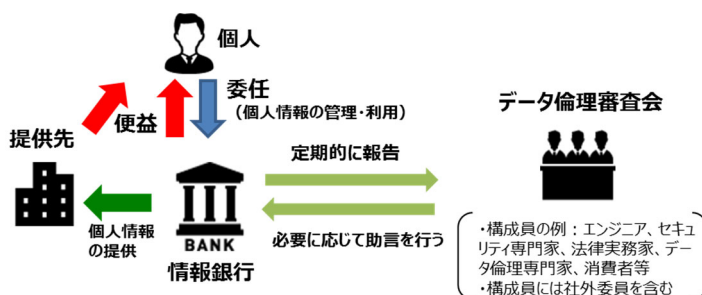 個人
委任
(個人情報の管理・利用)
便益
提供先
個人情報
の提供
BANK
情報銀行
定期的に報告
必要に応じて助言を行う
データ倫理審査会
・構成員の例：エンジニア、セキュ
リティ専門家、法律実務家、デー
タ倫理専門家、消費者等
・構成員には社外委員を含む